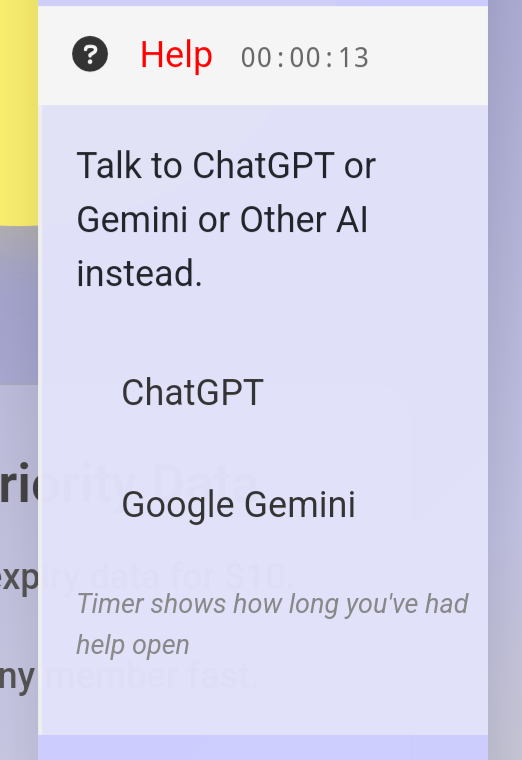 ? Help 00:00:13
Talk to ChatGPT or
Gemini or Other AI
instead.
ChatGPT
riority Data
Google Gemini
expiry data for $10.
Timer shows how long you've had
help open
ny member fast.